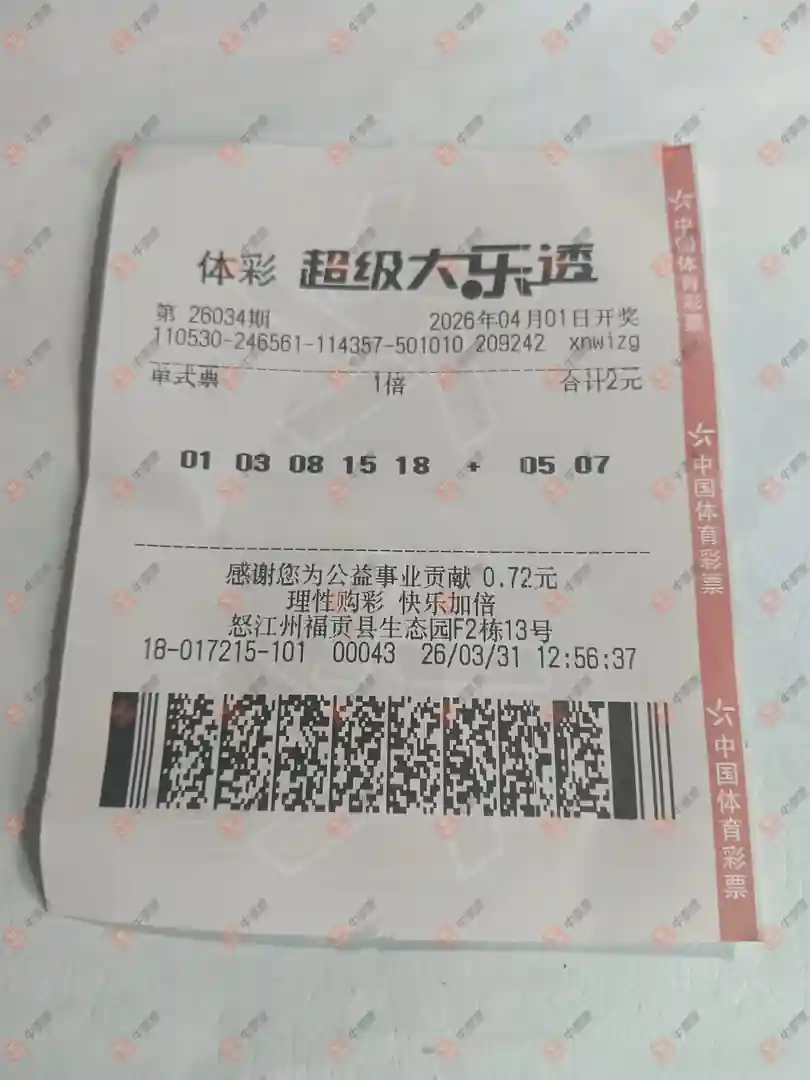 体彩 超级大乐透
第 26034期 2026年04月01日开奖
110530-246561-114357-501010 209242 xnwizg
单式票 1倍 合计2元
01 03 08 15 18 + 05 07
感谢您为公益事业贡献 0.72元
理性购彩 快乐加倍
怒江州福贡县生态园F2栋13号
18-017215-101 00043 26/03/31 12:56:37
中国体育彩票
中国体育彩票
中国体育彩票